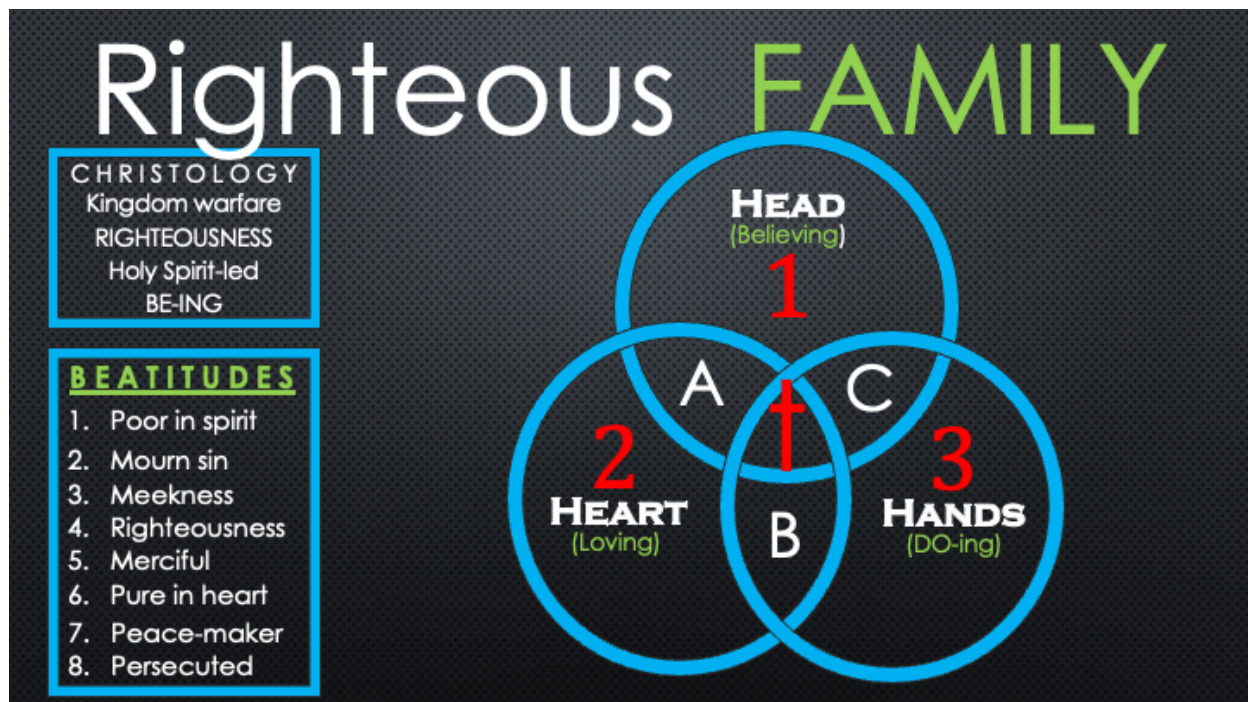 Righteous FAMILY
CHRISTOLOGY
Kingdom warfare
RIGHTEOUSNESS
Holy Spirit-led
BE-ING
BEATITUDES
1. Poor in spirit
2. Mourn sin
3. Meekness
4. Righteousness
5. Merciful
6. Pure in heart
7. Peace-maker
8. Persecuted
HEAD
(Believing)
1
A
C
2
HEART
(Loving)
3
HANDS
(DO-ing)
B